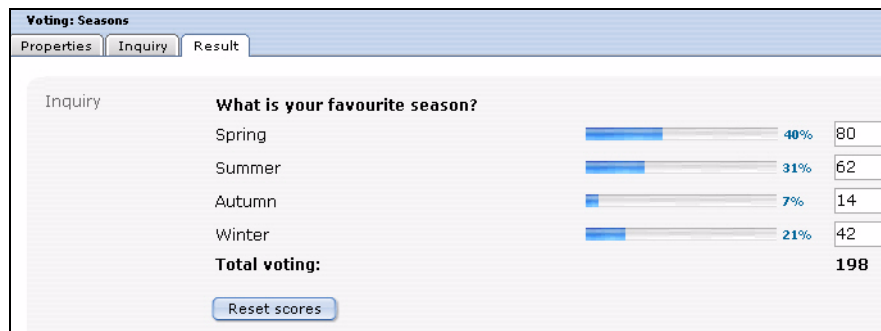 Voting: Seasons
Properties Inquiry Result
Inquiry What is your favourite season?
Spring 40% 80
Summer 31% 62
Autumn 7% 14
Winter 21% 42
Total voting: 198
Reset scores